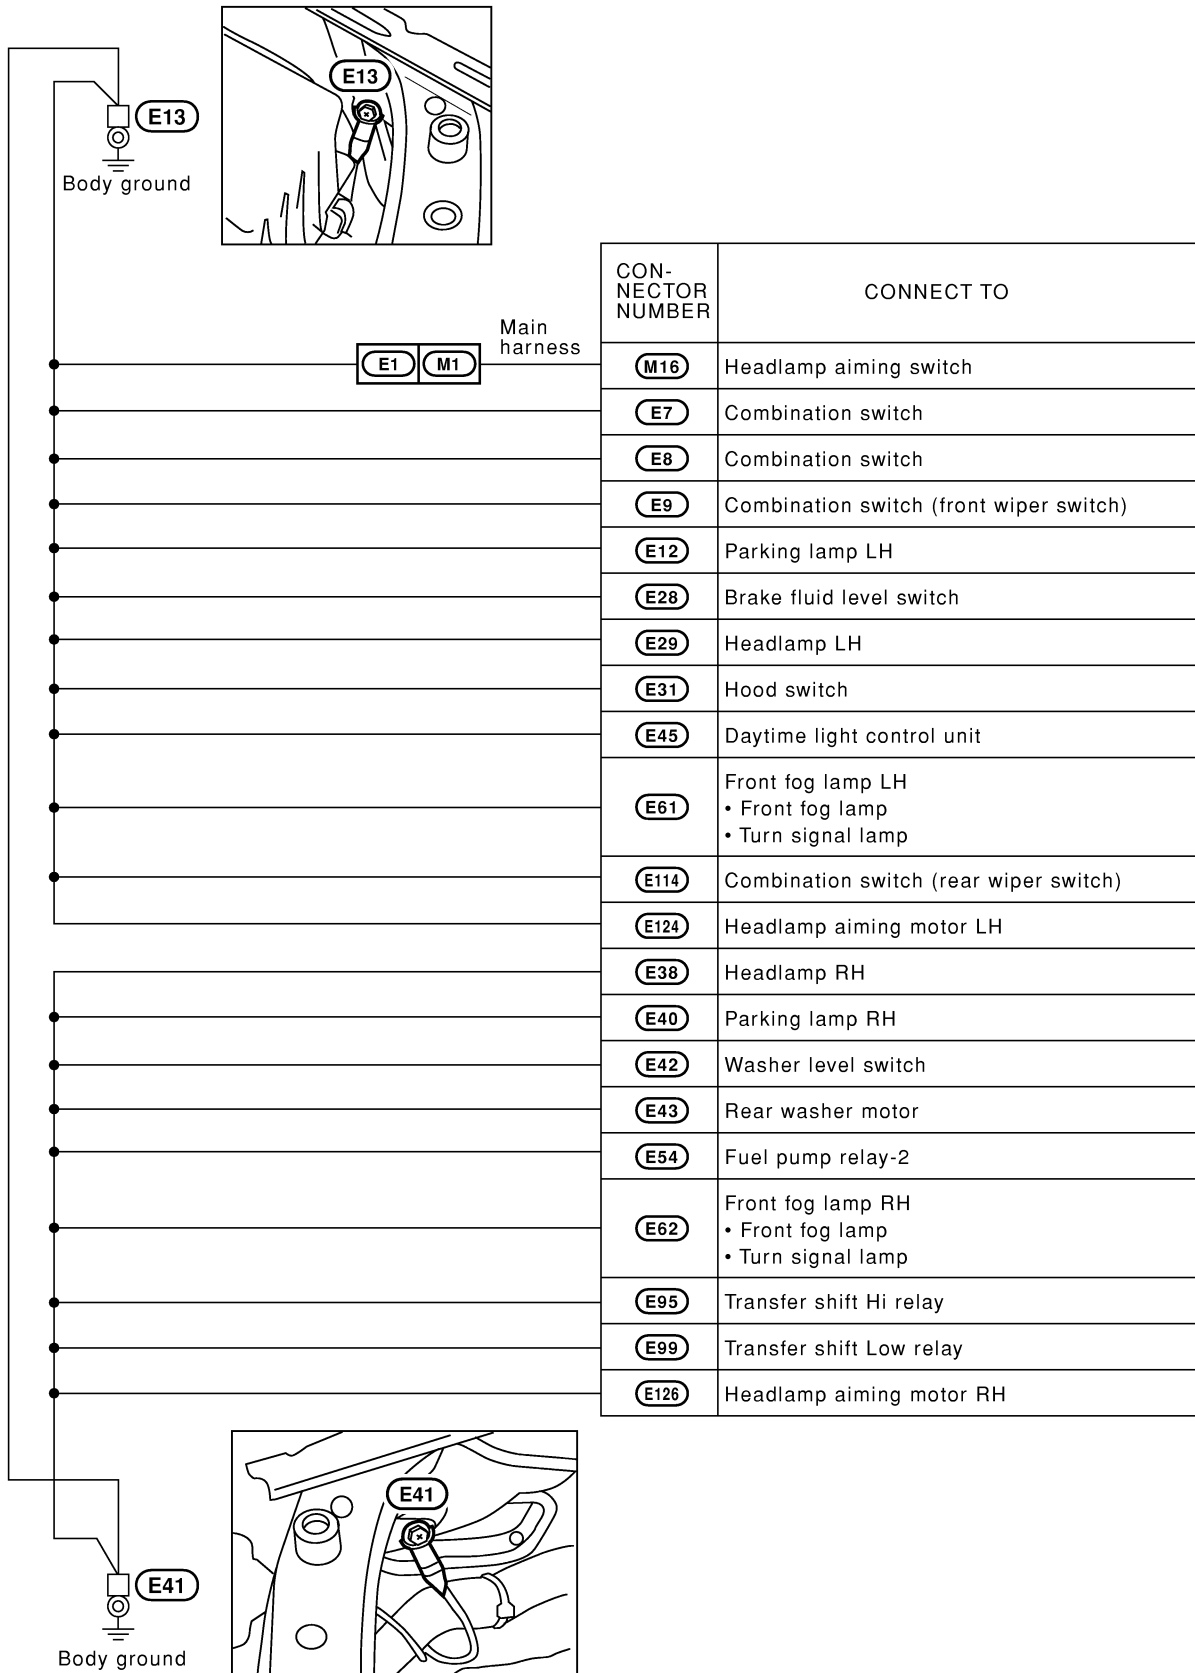 E13
E13
Body ground
CON-
NECTOR
NUMBER
CONNECT TO
Main
harness
E1 M1
M16 Headlamp aiming switch
E7 Combination switch
E8 Combination switch
E9 Combination switch (front wiper switch)
E12 Parking lamp LH
E28 Brake fluid level switch
E29 Headlamp LH
E31 Hood switch
E45 Daytime light control unit
Front fog lamp LH
E61 • Front fog lamp
• Turn signal lamp
E114 Combination switch (rear wiper switch)
E124 Headlamp aiming motor LH
E38 Headlamp RH
E40 Parking lamp RH
E42 Washer level switch
E43 Rear washer motor
E54 Fuel pump relay-2
Front fog lamp RH
E62 • Front fog lamp
• Turn signal lamp
E95 Transfer shift Hi relay
E99 Transfer shift Low relay
E126 Headlamp aiming motor RH
E41
E41
Body ground